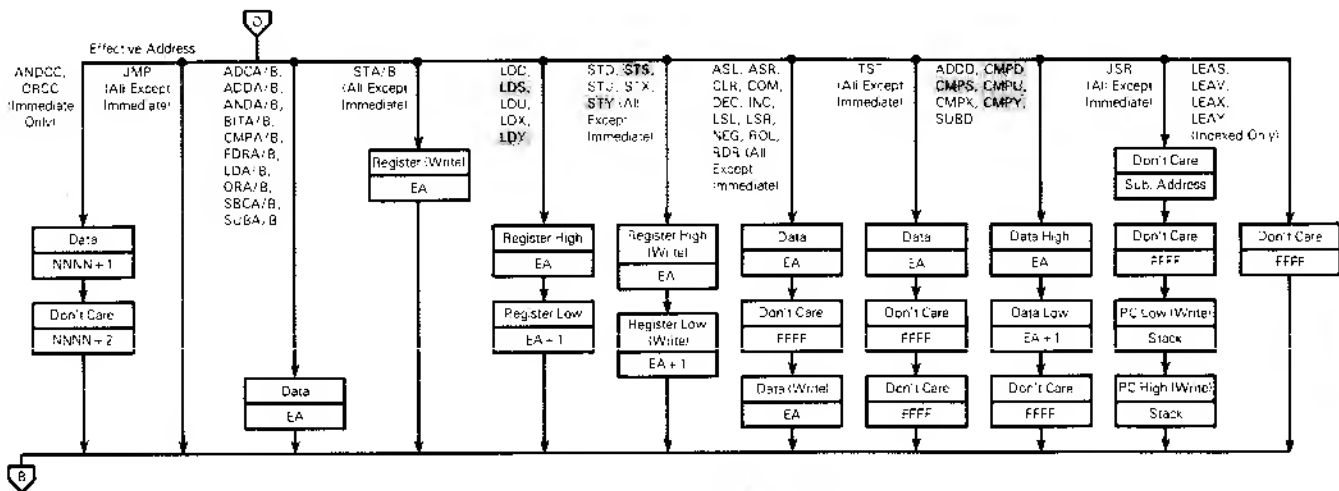 Effective Address
ANDCC,
ORCC
(Immediate
Only)
JMP
(All Except
Immediate)
ADCA/B,
ADDA/B,
ANDA/B,
BITA/B,
CMPA/B,
EORA/B,
LDA/B,
ORA/B,
SBCA/B,
SUBA/B
STA/B
(All Except
Immediate)
LDD,
LDS,
LDU,
LDX,
LDY
STD, STS,
STU, STX,
STY (All
Except
Immediate)
ASL, ASR,
CLR, COM,
DEC, INC,
LSL, LSR,
NEG, ROL,
ROR (All
Except
Immediate)
TST
(All Except
Immediate)
ADDD, CMPD,
CMPS, CMPU,
CMPX, CMPY,
SUBD
JSR
(All Except
Immediate)
LEAS,
LEAX,
LEAY
(Indexed Only)
Data
NNNN + 1
Don't Care
NNNN + 2
Data
EA
Register (Write)
EA
Register High
EA
Register Low
EA + 1
Register High
(Write)
EA
Register Low
(Write)
EA + 1
Data
EA
Don't Care
FFFF
Data (Write)
EA
Data
EA
Don't Care
FFFF
Don't Care
FFFF
Data High
EA
Data Low
EA + 1
Don't Care
FFFF
Don't Care
Sub. Address
Don't Care
FFFF
PC Low (Write)
Stack
PC High (Write)
Stack
Don't Care
FFFF
B